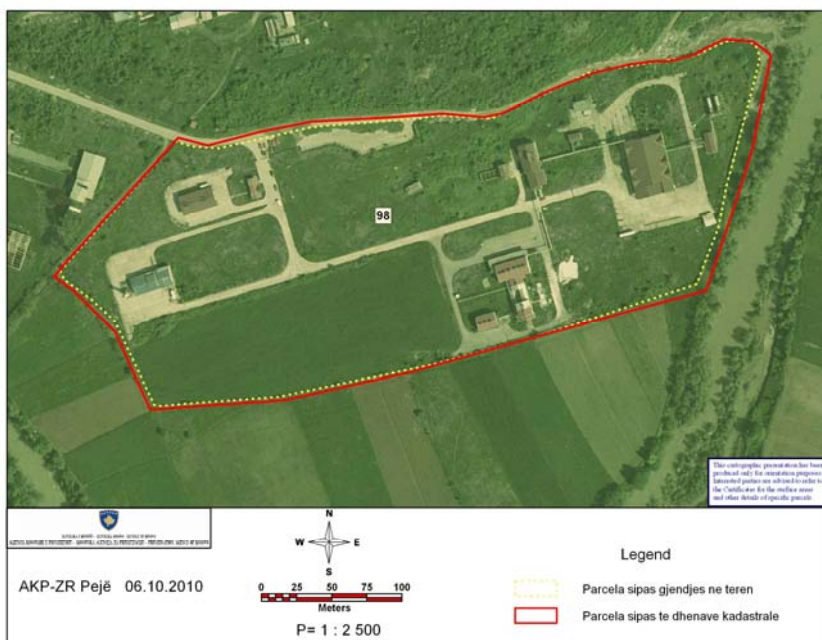 98
This cartographic presentation has been
produced only for orientation purposes
Interested parties are advised to refer to
the Certificates for the surface areas
and other details of specific parcels
N
W E
S
0 25 50 75 100
Meters
P= 1 : 2 500
AKP-ZR Pejë 06.10.2010
Legend
Parcela sipas gjendjes ne teren
Parcela sipas te dhenave kadastrale